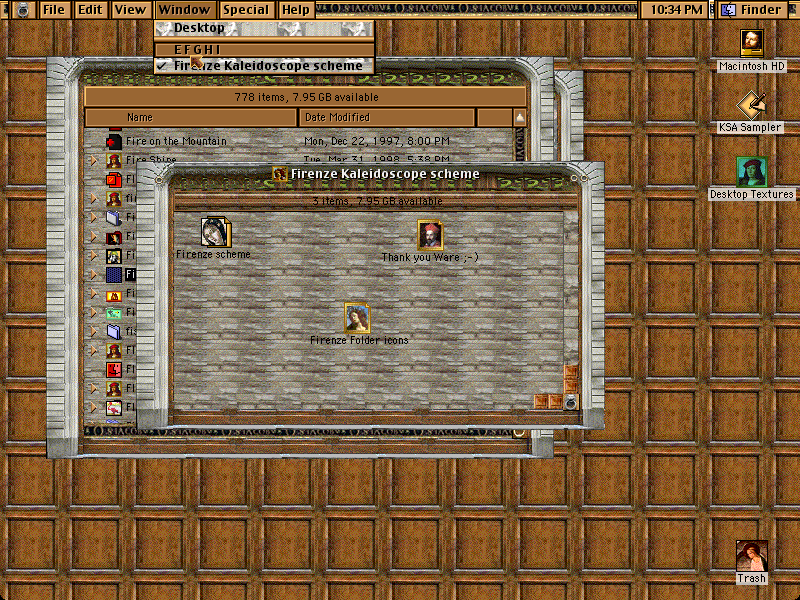 File Edit View Window Special Help 10:34 PM Finder
Desktop
E F G H I
✓ Firenze Kaleidoscope scheme
778 items, 7.95 GB available
Name Date Modified
Fire on the Mountain Mon, Dec 22, 1997, 8:00 PM
Fire Shine Tue, Mar 31, 1998, 5:38 PM
Firenze Kaleidoscope scheme
3 items, 7.95 GB available
Firenze scheme
Thank you Ware ;-)
Firenze Folder icons
Macintosh HD
KSA Sampler
Desktop Textures
Trash